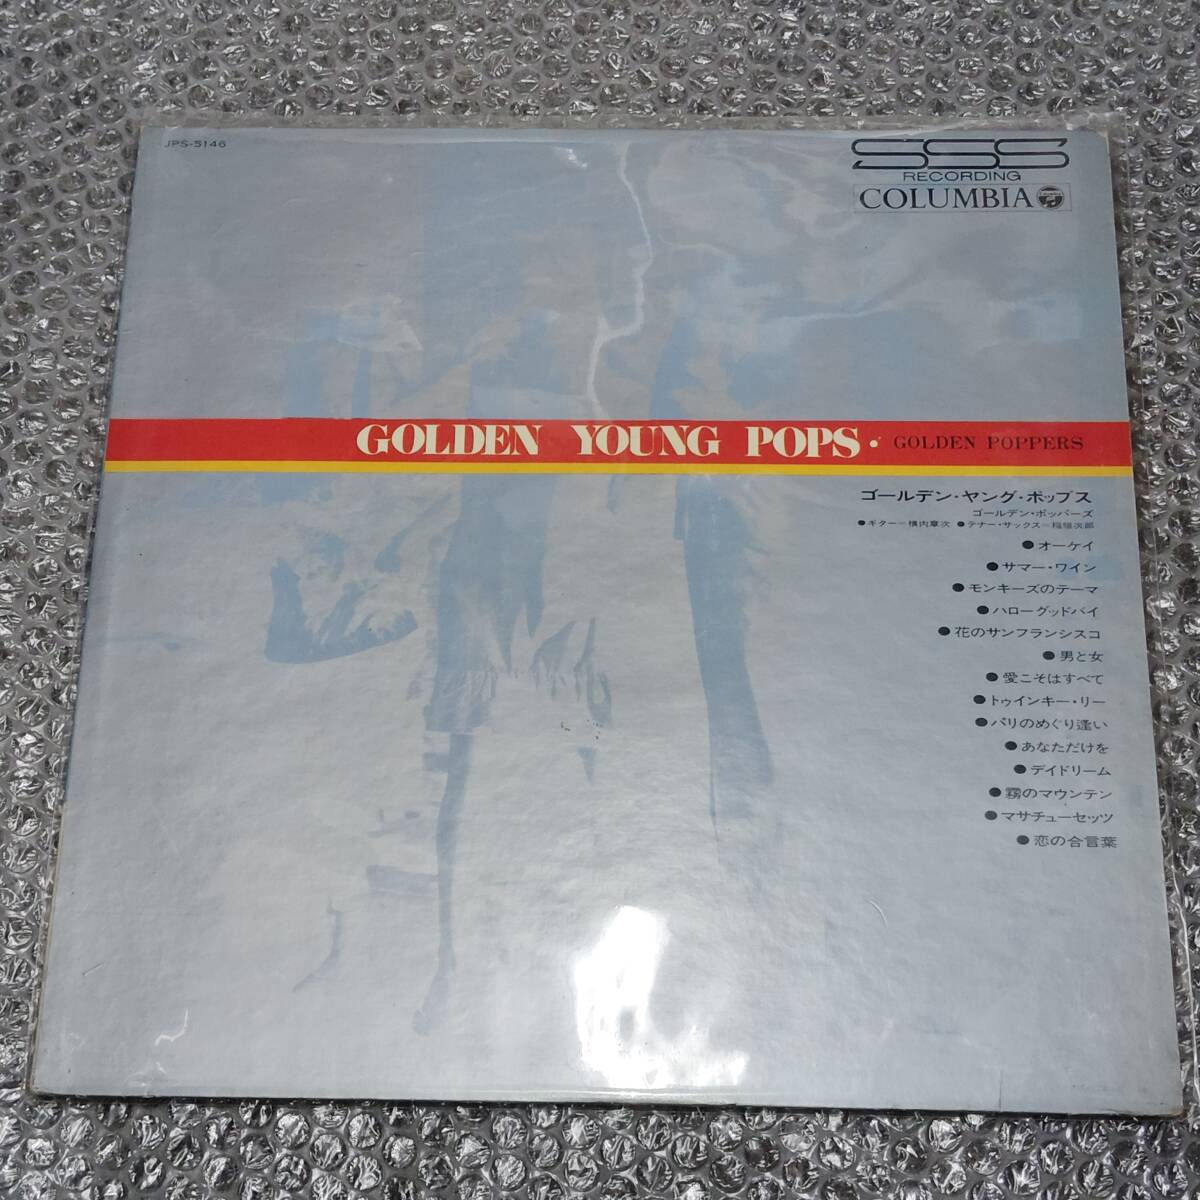 JPS-5146
SSS
RECORDING
COLUMBIA
GOLDEN YOUNG POPS・ GOLDEN POPPERS
ゴールデン・ヤング・ポップス
ゴールデン・ポッパーズ
●ギター＝横内章次 ●テナー・サックス＝稲垣次郎
●オーケイ
●サマー・ワイン
●モンキーズのテーマ
●ハローグッドバイ
●花のサンフランシスコ
●男と女
●愛こそはすべて
●トゥインキー・リー
●パリのめぐり逢い
●あなただけを
●デイドリーム
●霧のマウンテン
●マサチューセッツ
●恋の合言葉